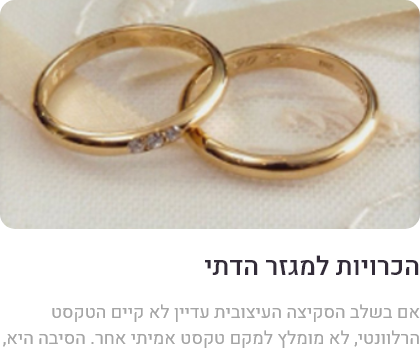 הכרויות למגזר הדתי
אם בשלב הסקיצה העיצובית עדיין לא קיים הטקסט
הרלוונטי, לא מומלץ למקם טקסט אמיתי אחר. הסיבה היא,